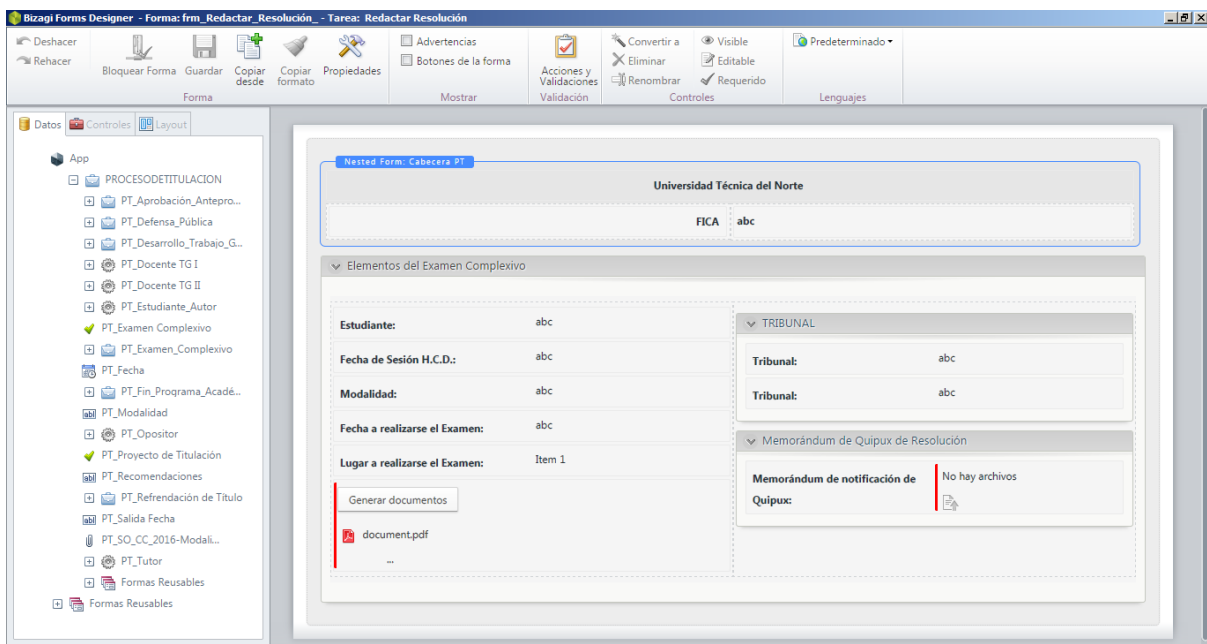 Bizagi Forms Designer - Forma: frm_Redactar_Resolución_ - Tarea: Redactar Resolución
Deshacer
Rehacer
Bloquear Forma
Guardar
Copiar desde
Copiar formato
Propiedades
Forma
Advertencias
Botones de la forma
Mostrar
Acciones y Validaciones
Validación
Convertir a
Eliminar
Renombrar
Visible
Editable
Requerido
Controles
Predeterminado
Lenguajes
Datos
Controles
Layout
App
PROCESODETITULACION
PT_Aprobación_Antepro...
PT_Defensa_Pública
PT_Desarrollo_Trabajo_G...
PT_Docente TG I
PT_Docente TG II
PT_Estudiante_Autor
PT_Examen Complexivo
PT_Examen_Complexivo
PT_Fecha
PT_Fin_Programa_Acadé...
PT_Modalidad
PT_Opositor
PT_Proyecto de Titulación
PT_Recomendaciones
PT_Refrendación de Título
PT_Salida Fecha
PT_SO_CC_2016-Modali...
PT_Tutor
Formas Reusables
Formas Reusables
Nested Form: Cabecera PT
Universidad Técnica del Norte
FICA abc
Elementos del Examen Complexivo
Estudiante: abc
Fecha de Sesión H.C.D.: abc
Modalidad: abc
Fecha a realizarse el Examen: abc
Lugar a realizarse el Examen: Item 1
Generar documentos
document.pdf
...
TRIBUNAL
Tribunal: abc
Tribunal: abc
Memorándum de Quipux de Resolución
Memorándum de notificación de Quipux:
No hay archivos